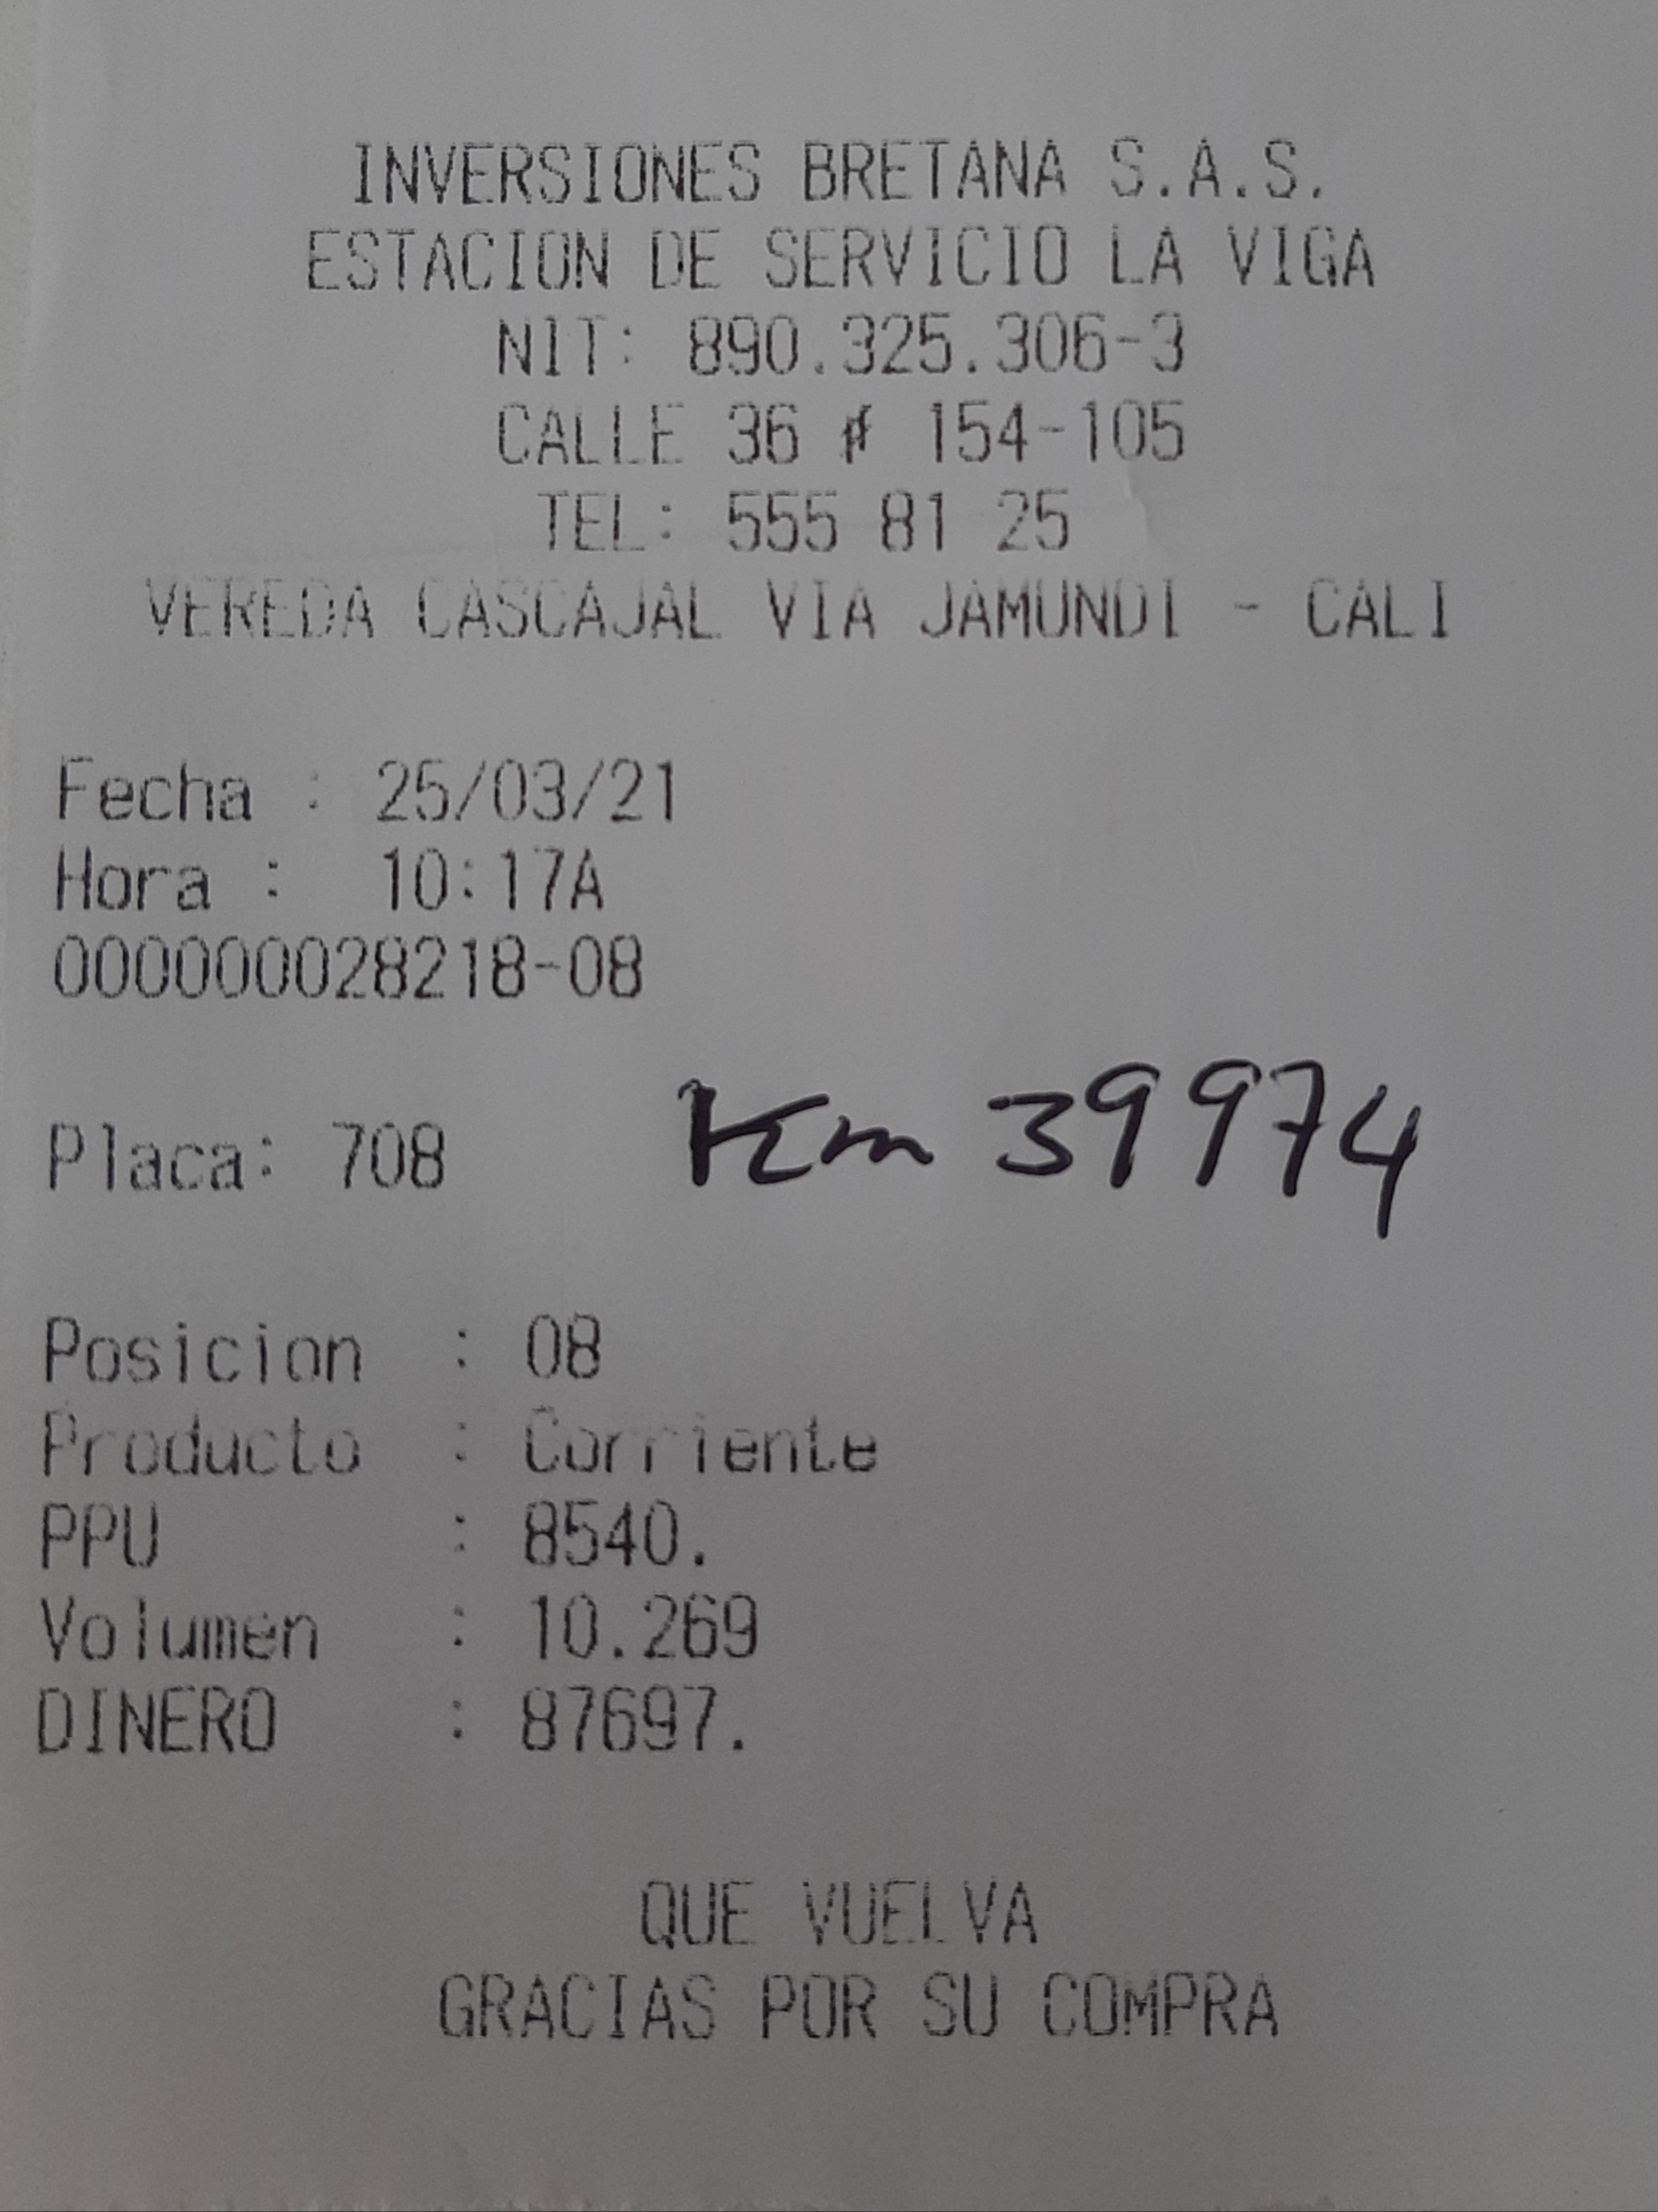 INVERSIONES BRETANA S.A.S.
ESTACION DE SERVICIO LA VIGA
NIT: 890.325.306-3
CALLE 36 # 154-105
TEL: 555 81 25
VEREDA CASCAJAL VIA JAMUNDI - CALI
Fecha : 25/03/21
Hora : 10:17A
000000028218-08
Placa: 708 Km 39974
Posicion : 08
Producto : Corriente
PPU : 8540.
Volumen : 10.269
DINERO : 87697.
QUE VUELVA
GRACIAS POR SU COMPRA